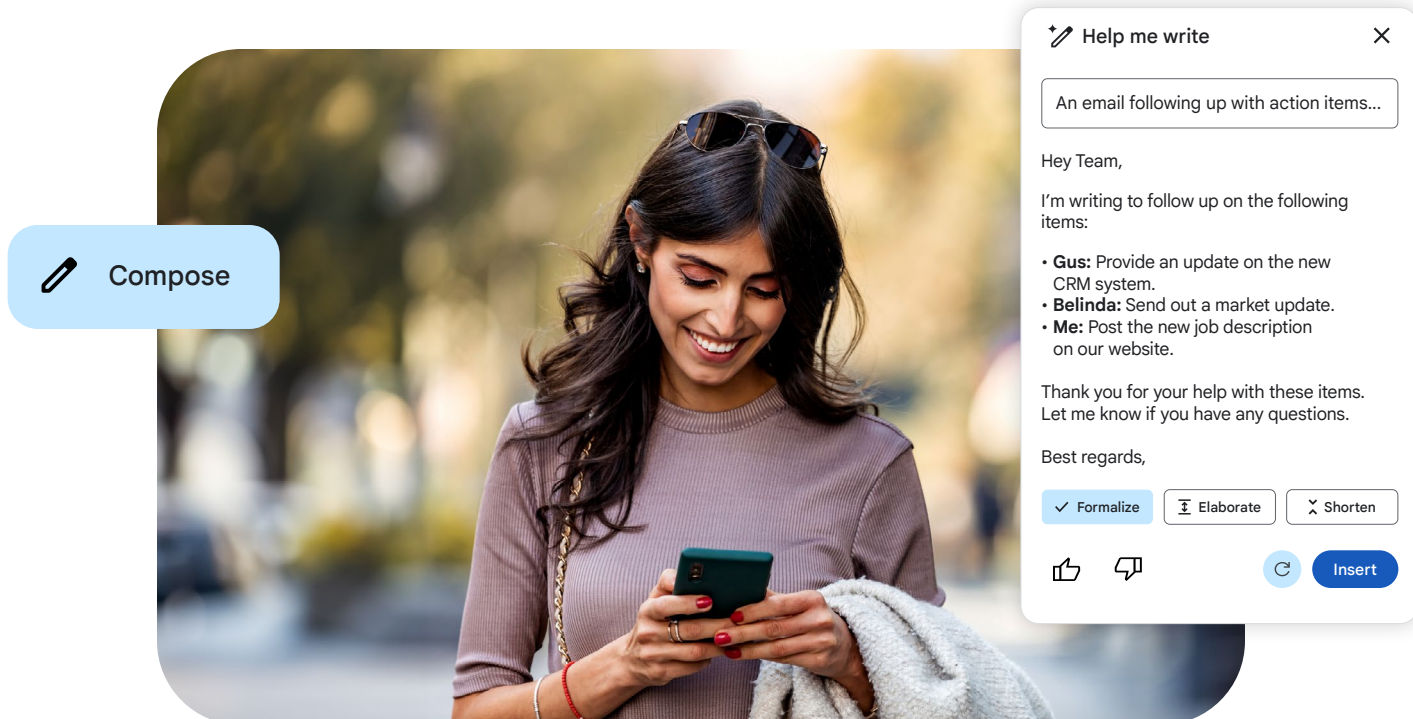 Help me write
An email following up with action items...
Hey Team,
I’m writing to follow up on the following
items:
• Gus: Provide an update on the new
CRM system.
• Belinda: Send out a market update.
• Me: Post the new job description
on our website.
Thank you for your help with these items.
Let me know if you have any questions.
Best regards,
Formalize
Elaborate
Shorten
Insert
Compose